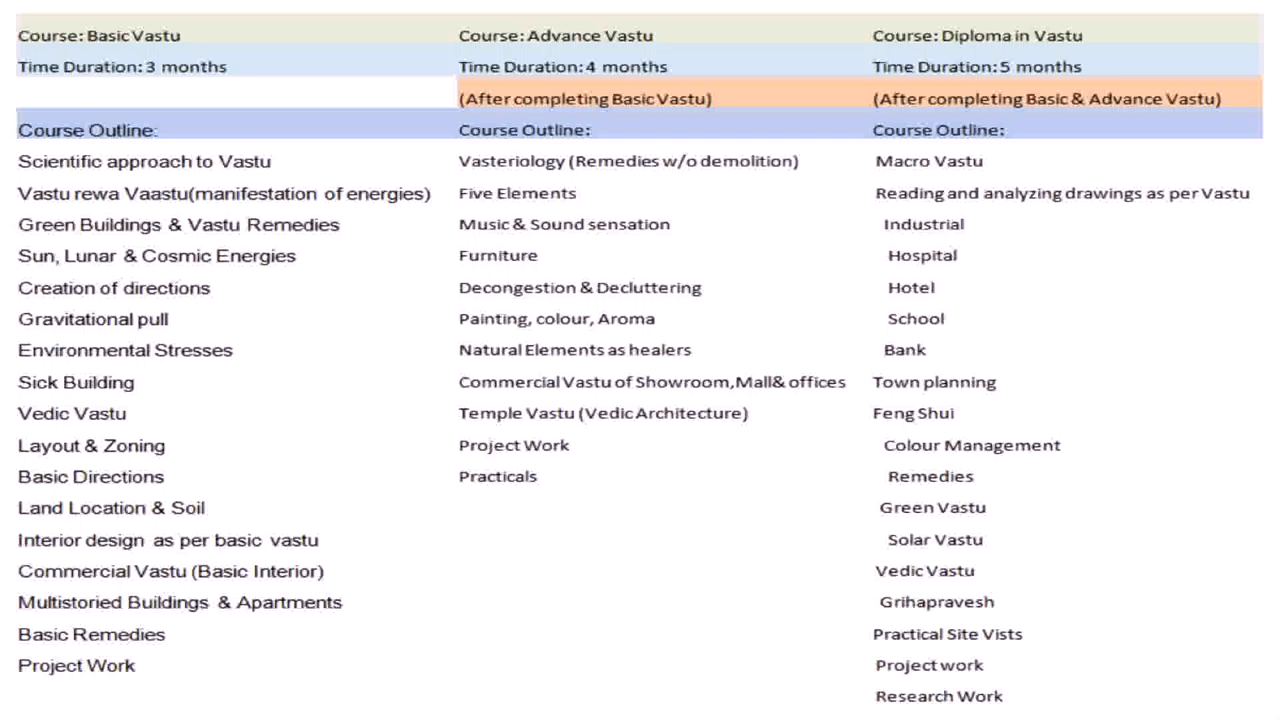 Course: Basic Vastu
Time Duration: 3 months
Course Outline:
Scientific approach to Vastu
Vastu rewa Vaastu(manifestation of energies)
Green Buildings & Vastu Remedies
Sun, Lunar & Cosmic Energies
Creation of directions
Gravitational pull
Environmental Stresses
Sick Building
Vedic Vastu
Layout & Zoning
Basic Directions
Land Location & Soil
Interior design as per basic vastu
Commercial Vastu (Basic Interior)
Multistoried Buildings & Apartments
Basic Remedies
Project Work
Course: Advance Vastu
Time Duration: 4 months
(After completing Basic Vastu)
Course Outline:
Vasteriology (Remedies w/o demolition)
Five Elements
Music & Sound sensation
Furniture
Decongestion & Decluttering
Painting, colour, Aroma
Natural Elements as healers
Commercial Vastu of Showroom,Mall& offices
Temple Vastu (Vedic Architecture)
Project Work
Practicals
Course: Diploma in Vastu
Time Duration: 5 months
(After completing Basic & Advance Vastu)
Course Outline:
Macro Vastu
Reading and analyzing drawings as per Vastu
Industrial
Hospital
Hotel
School
Bank
Town planning
Feng Shui
Colour Management
Remedies
Green Vastu
Solar Vastu
Vedic Vastu
Grihapravesh
Practical Site Vists
Project work
Research Work